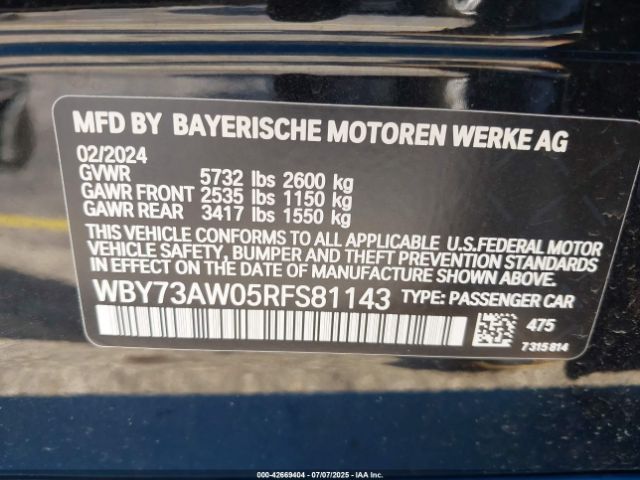 MFD BY BAYERISCHE MOTOREN WERKE AG
02/2024
GVWR 5732 lbs 2600 kg
GAWR FRONT 2535 lbs 1150 kg
GAWR REAR 3417 lbs 1550 kg
THIS VEHICLE CONFORMS TO ALL APPLICABLE U.S.FEDERAL MOTOR
VEHICLE SAFETY, BUMPER AND THEFT PREVENTION
STANDARDS IN EFFECT ON THE DATE OF MANUFACTURE SHOWN ABOVE.
WBY73AW05RFS81143 TYPE: PASSENGER CAR
475
7315814
000-42669404 | 07/07/2025 | IAA, Inc.